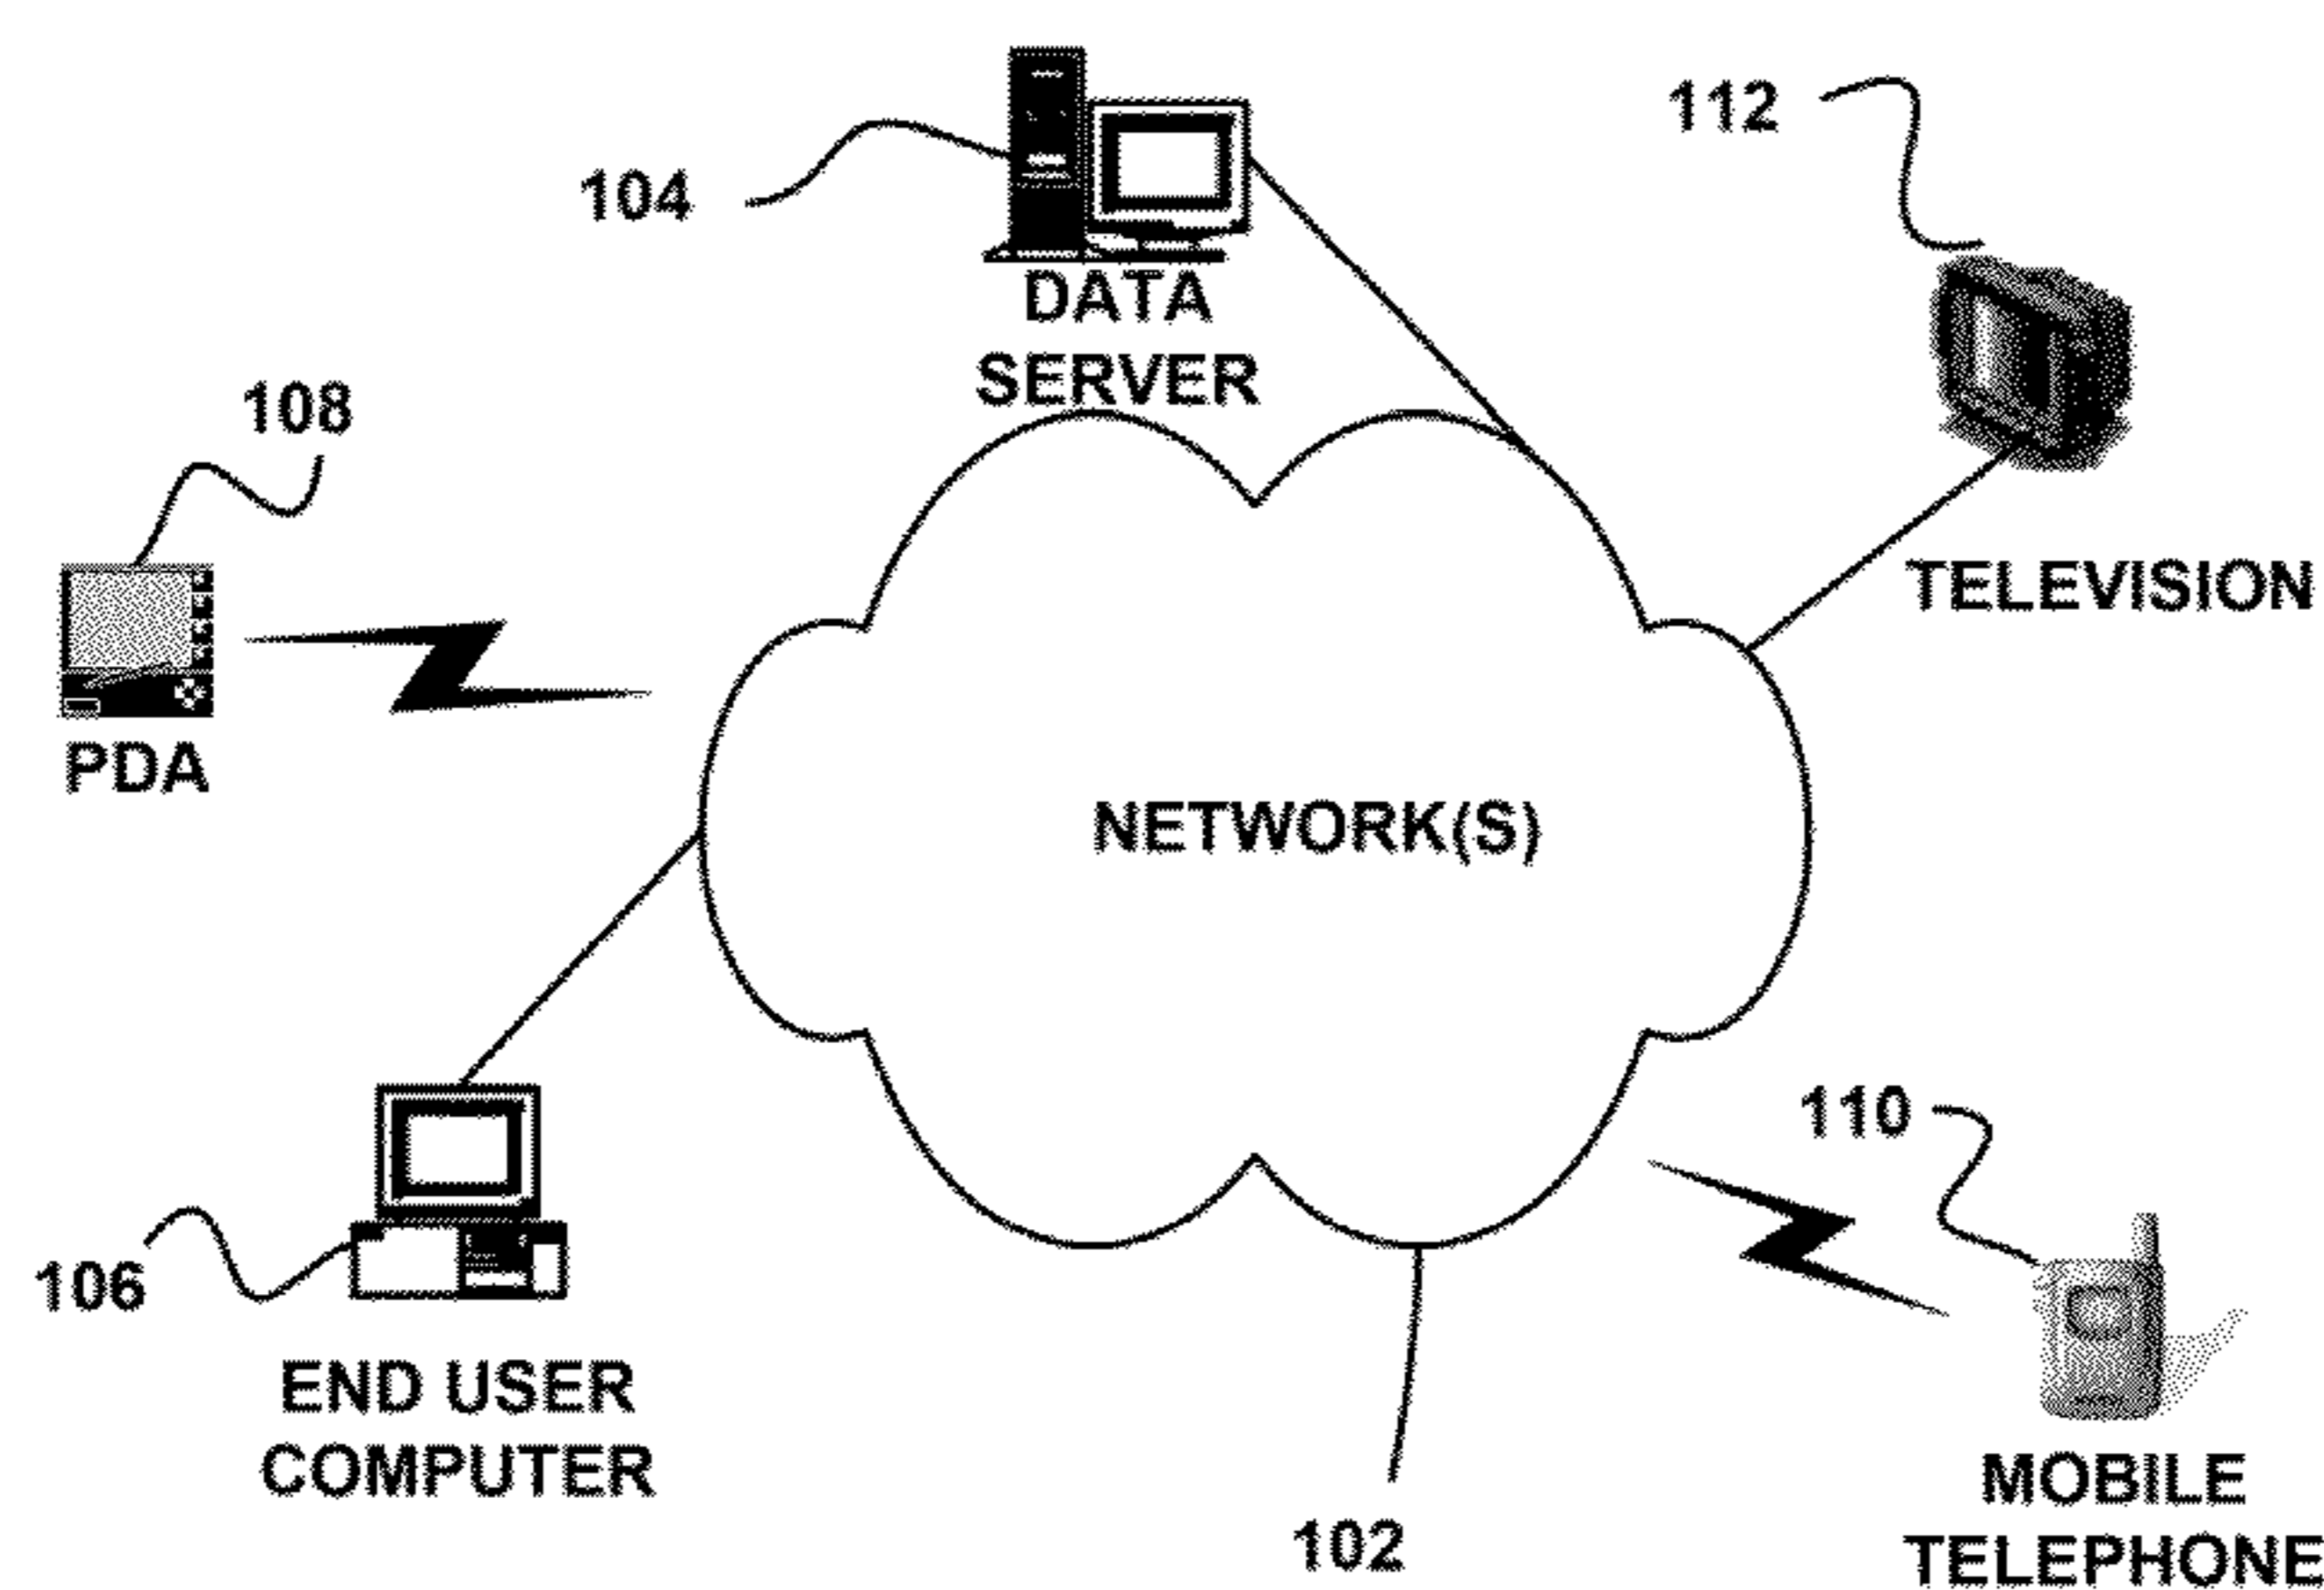 112
104
DATA
SERVER
108
TELEVISION
PDA
NETWORK(S)
110
106
END USER
COMPUTER
MOBILE
TELEPHONE
102